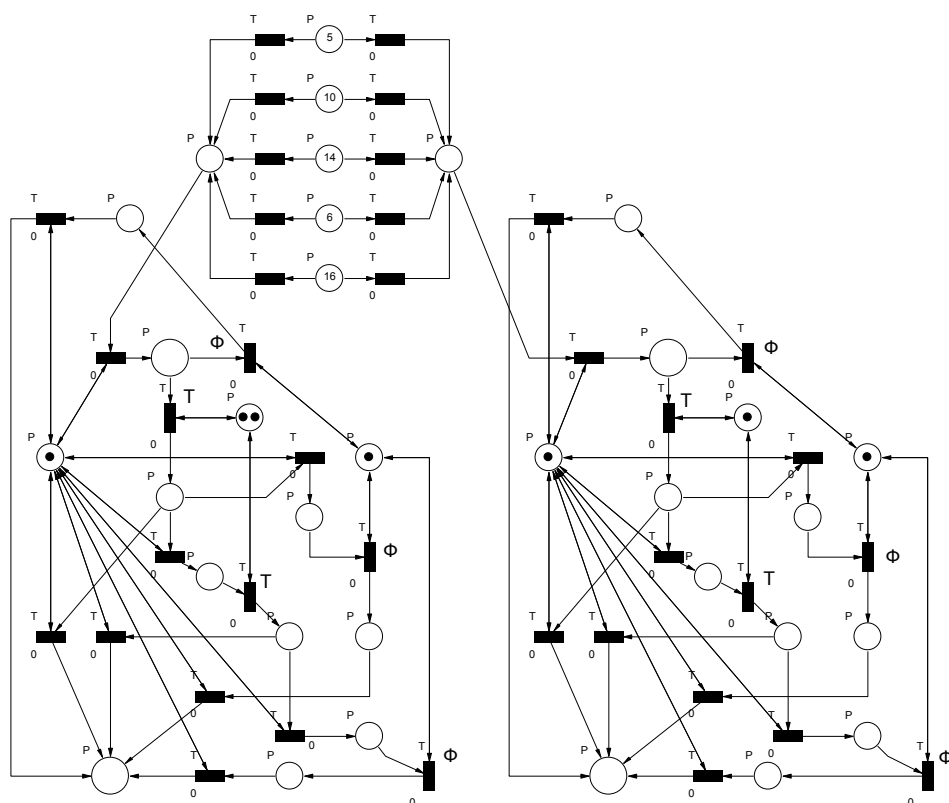 T P T
5
0 0
T P T
10
0 0
P T P T P
14
0 0
T P T P T T P
6
0 0 0 0
T P T
16
0 0
T P T T P T
Φ Φ
0 0 0 0
T T P T T P
P 0 T P P 0 T P
0 0
P P
P P
T T T T
Φ Φ
0 P T 0 P T
0 T 0 T
T T 0 P P T T 0 P P
0 0 0 0
T T
0 T P 0 T P
0 0
P T P T Φ P T P T Φ
0 0 0 0